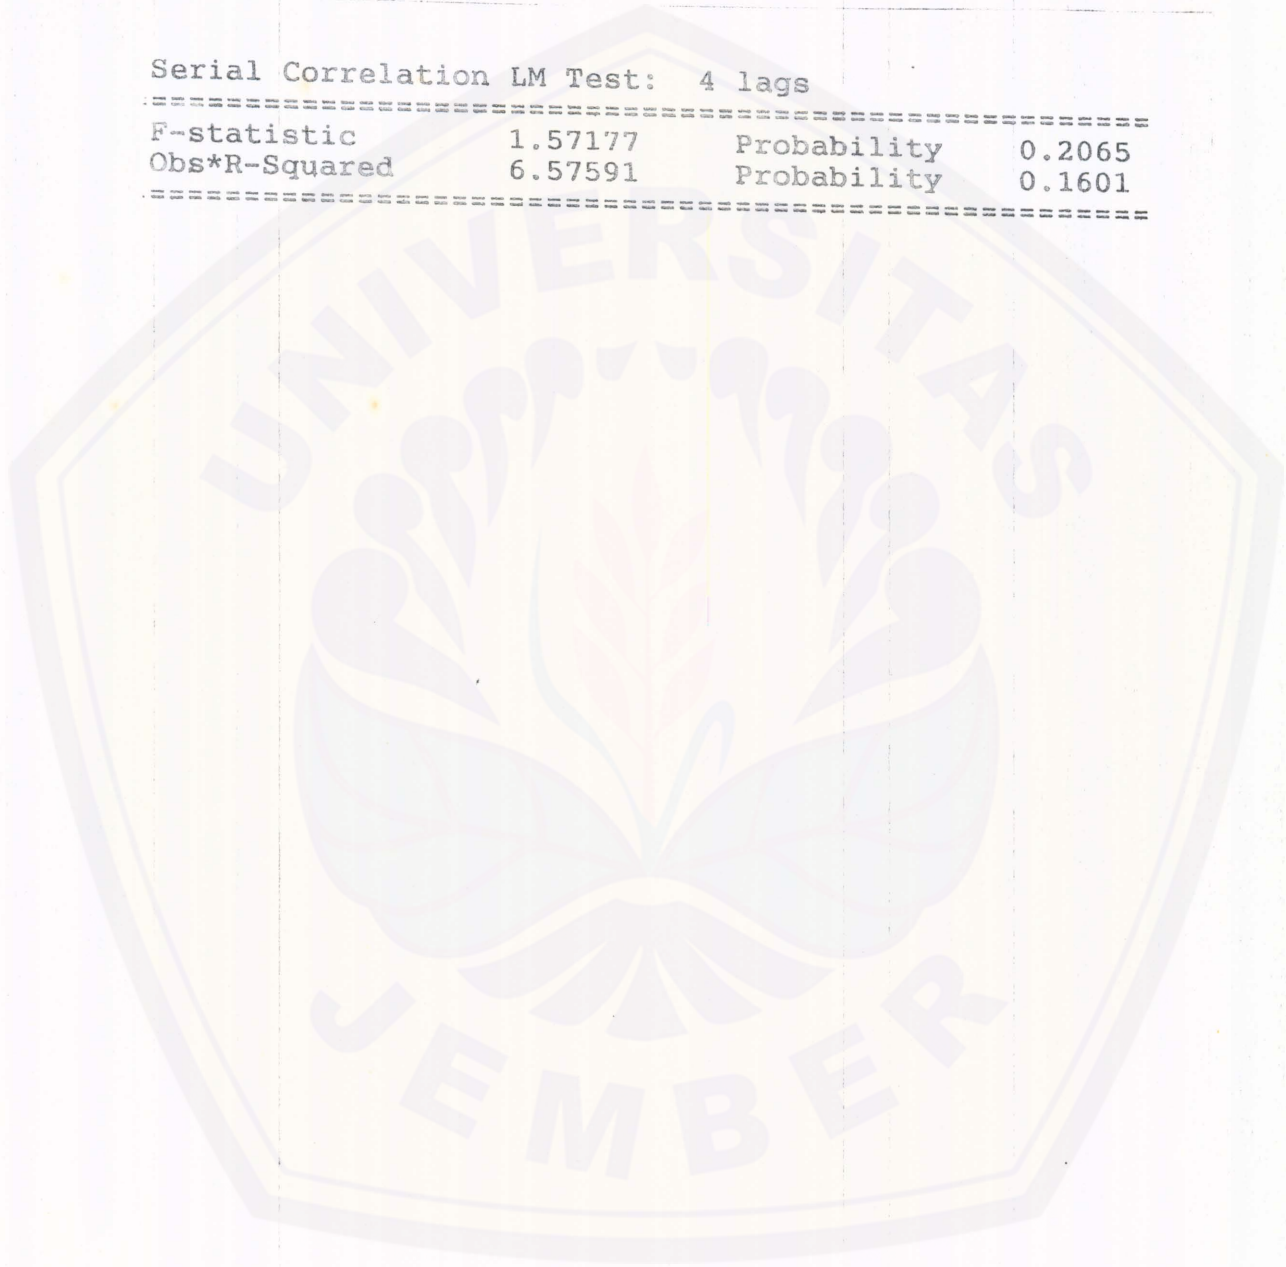 Serial Correlation LM Test: 4 lags
F-statistic 1.57177 Probability 0.2065
Obs*R-Squared 6.57591 Probability 0.1601
UNIVERSITAS
JEMBER